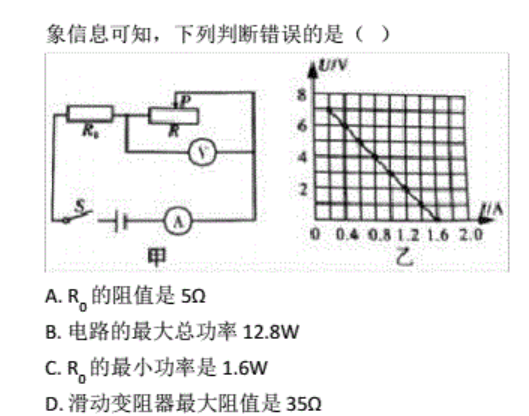 象信息可知，下列判断错误的是（ ）
P
R₀
R
V
S
A
甲
U/V
8
6
4
2
I/A
0 0.4 0.8 1.2 1.6 2.0
乙
A. R₀ 的阻值是 5Ω
B. 电路的最大总功率 12.8W
C. R₀ 的最小功率是 1.6W
D. 滑动变阻器最大阻值是 35Ω